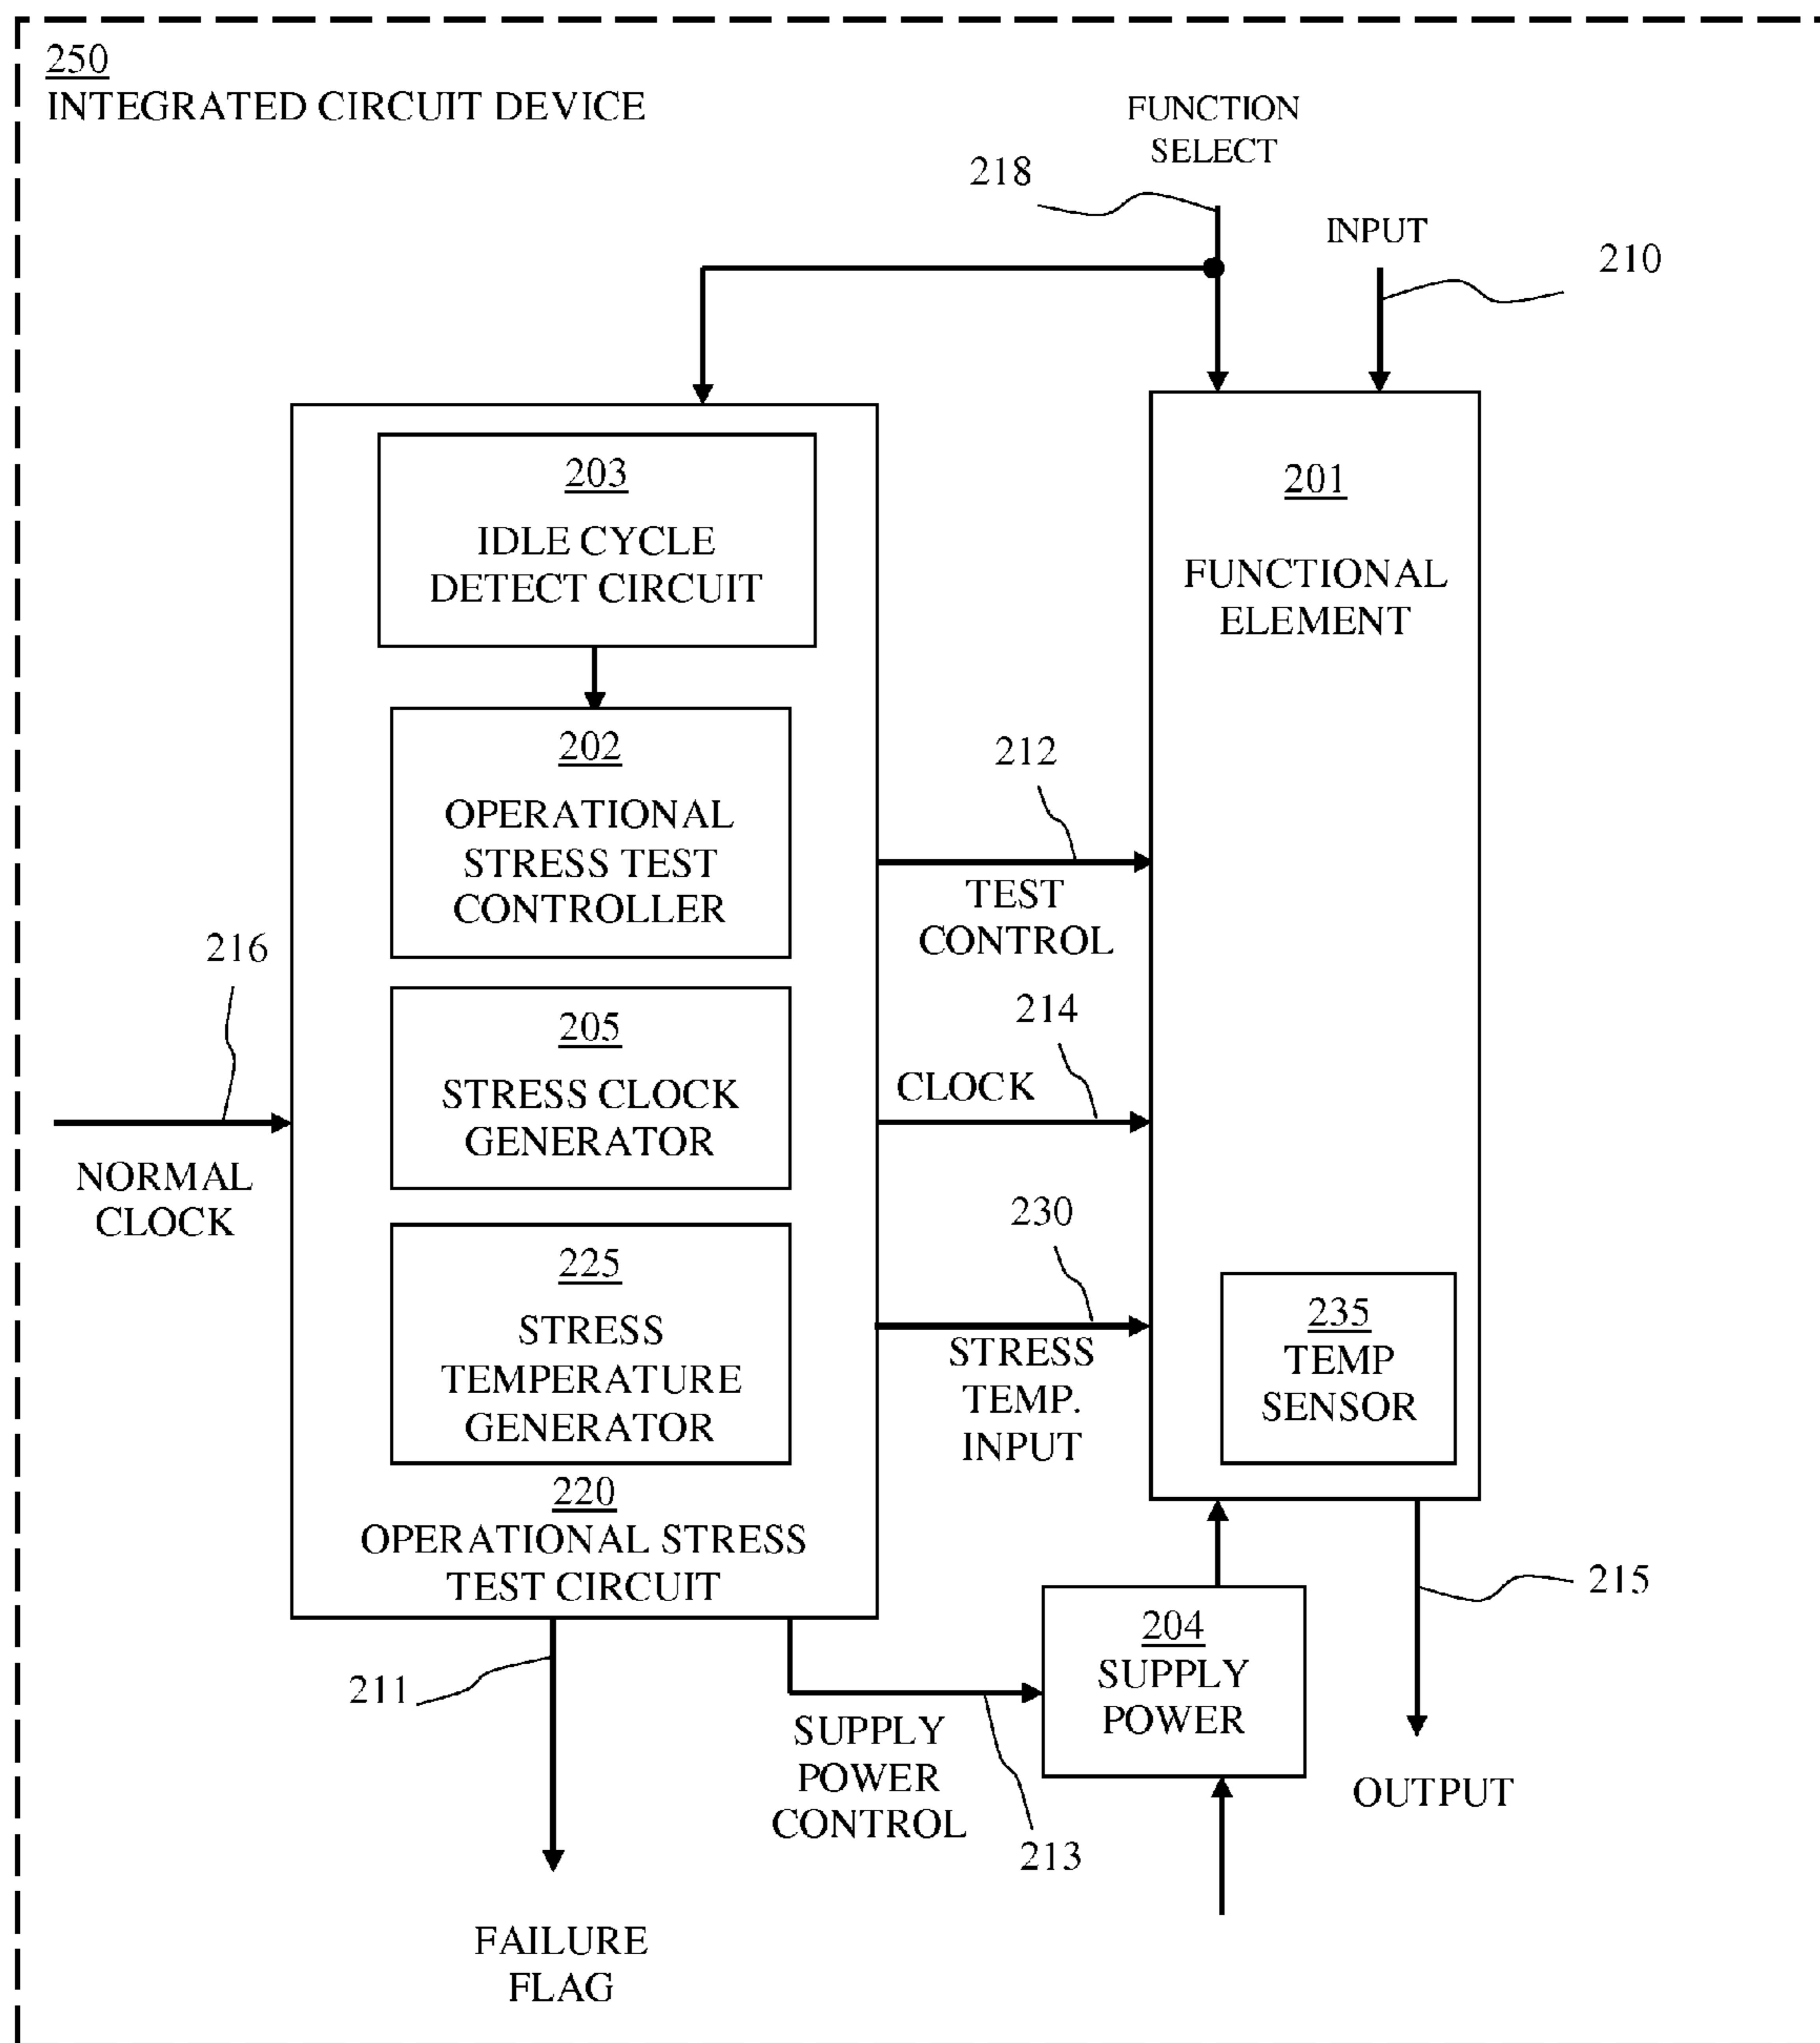 250
INTEGRATED CIRCUIT DEVICE
FUNCTION
SELECT
218
INPUT
210
203
IDLE CYCLE
DETECT CIRCUIT
201
FUNCTIONAL
ELEMENT
202
OPERATIONAL
STRESS TEST
CONTROLLER
212
TEST
CONTROL
216
NORMAL
CLOCK
205
STRESS CLOCK
GENERATOR
214
CLOCK
225
STRESS
TEMPERATURE
GENERATOR
230
STRESS
TEMP.
INPUT
235
TEMP
SENSOR
220
OPERATIONAL STRESS
TEST CIRCUIT
215
204
SUPPLY
POWER
211
SUPPLY
POWER
CONTROL
213
OUTPUT
FAILURE
FLAG